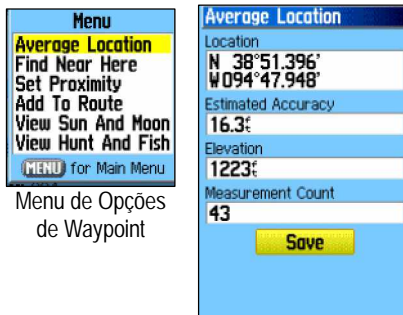 Menu
Average Location
Find Near Here
Set Proximity
Add To Route
View Sun And Moon
View Hunt And Fish
MENU for Main Menu
Menu de Opções
de Waypoint
Average Location
Location
N 38°51.396'
W094°47.948'
Estimated Accuracy
16.3ft
Elevation
1223ft
Measurement Count
43
Save